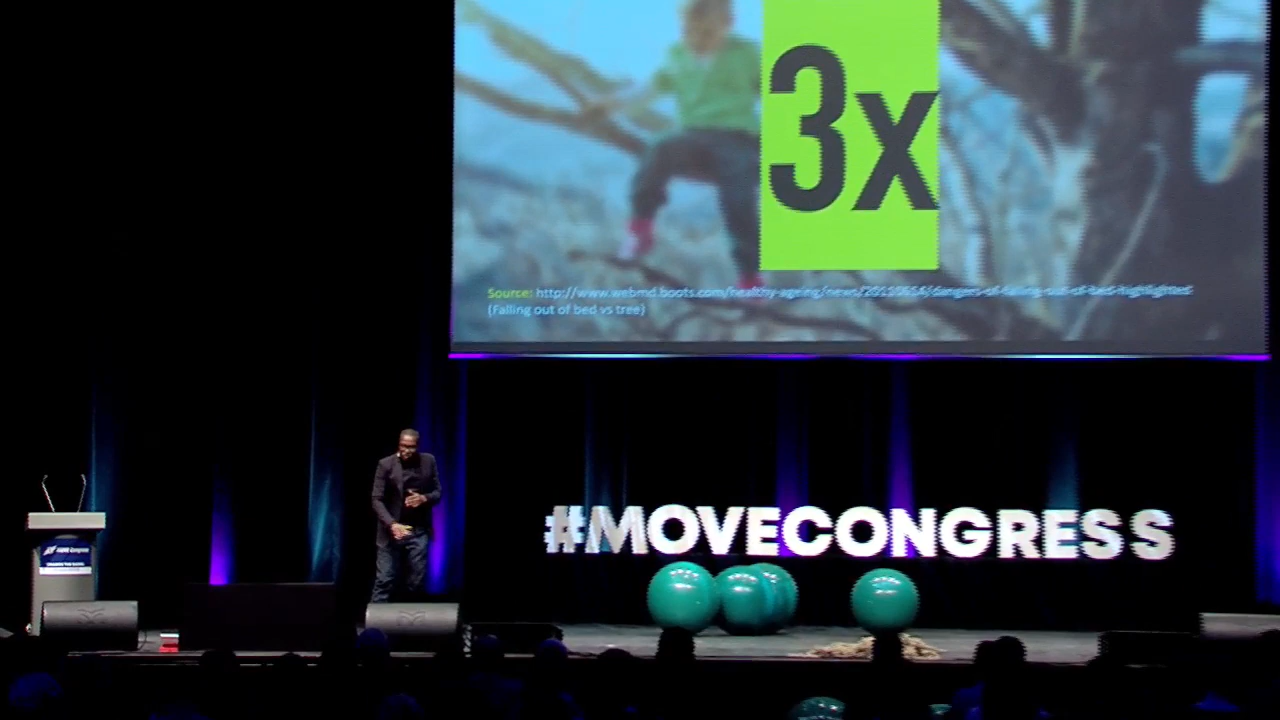 3x
Source: http://www.webmd.boots.com/healthy-ageing/news/20110614/dangers-of-falling-out-of-bed-highlighted
(Falling out of bed vs tree)
#MOVECONGRESS